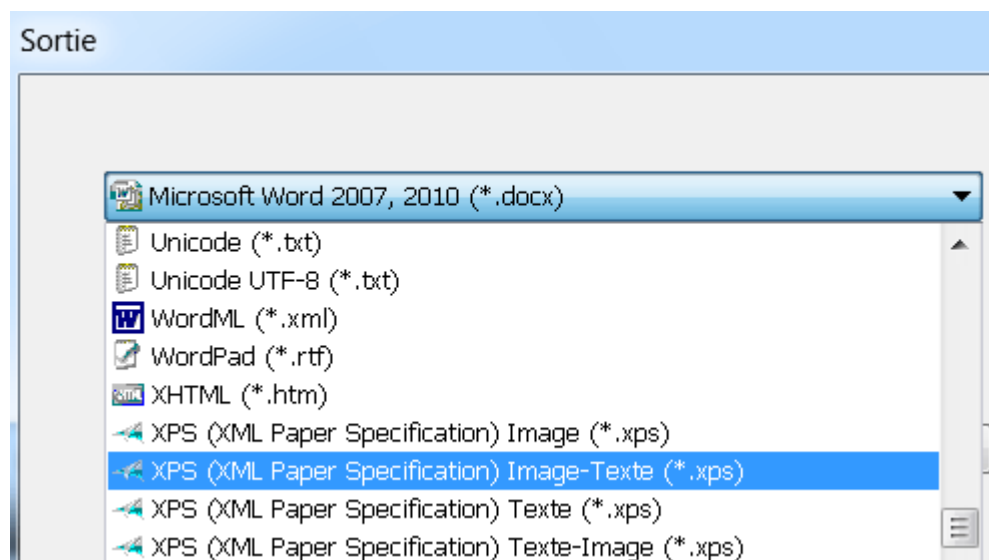 Sortie
Microsoft Word 2007, 2010 (*.docx)
Unicode (*.txt)
Unicode UTF-8 (*.txt)
WordML (*.xml)
WordPad (*.rtf)
XHTML (*.htm)
XPS (XML Paper Specification) Image (*.xps)
XPS (XML Paper Specification) Image-Texte (*.xps)
XPS (XML Paper Specification) Texte (*.xps)
XPS (XML Paper Specification) Texte-Image (*.xps)